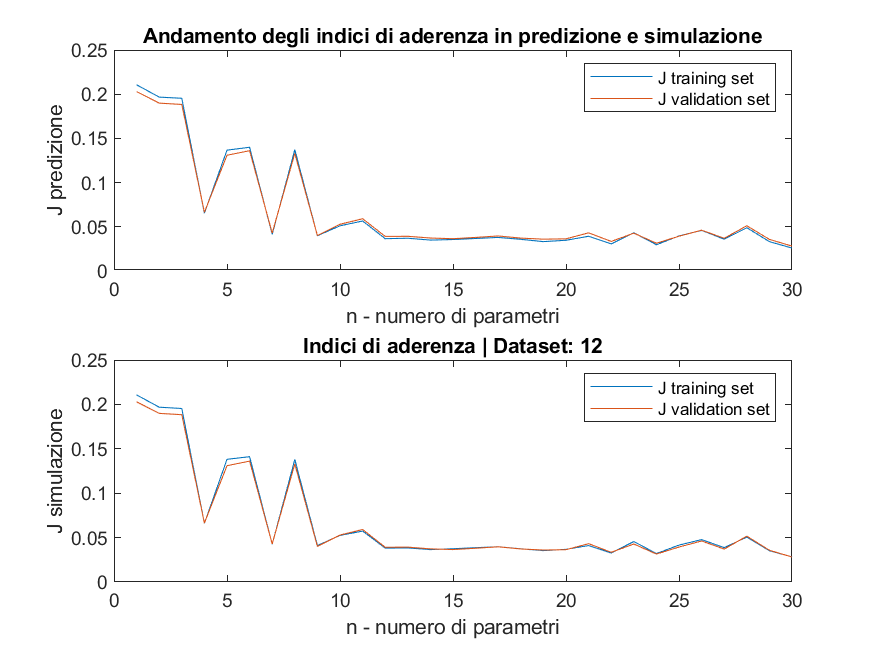 Andamento degli indici di aderenza in predizione e simulazione
0.25
0.2
0.15
0.1
0.05
0
J predizione
J training set
J validation set
0 5 10 15 20 25 30
n - numero di parametri
Indici di aderenza | Dataset: 12
0.25
0.2
0.15
0.1
0.05
0
J simulazione
J training set
J validation set
0 5 10 15 20 25 30
n - numero di parametri